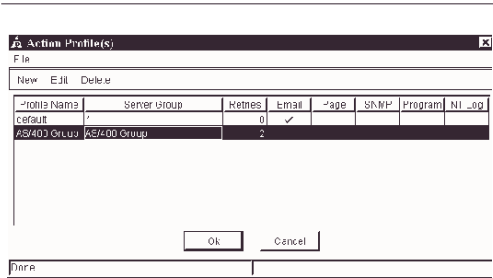 Action Profile(s)
File
New Edit Delete
Profile Name Server Group Retries Email Page SNMP Program NT Log
default * 0 ✓
AS/400 Group AS/400 Group 2
Ok Cancel
Done